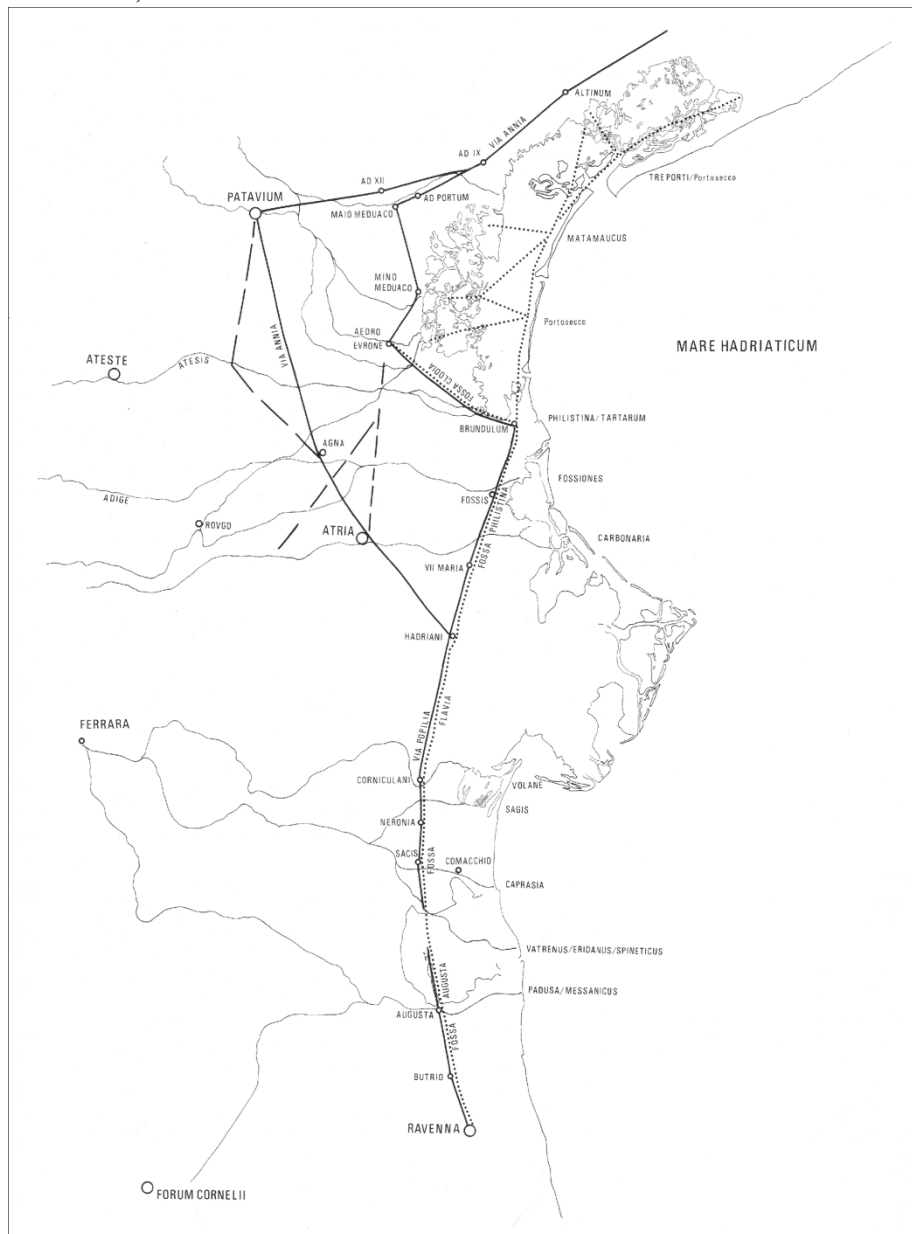 ALTINUM
VIA ANNIA
AD IX
TREPORTI/Portosecco
AD XII
PATAVIUM
AD PORTUM
MAIO MEDUACO
MATAMAUCUS
MINO
MEDUACO
Portosecco
AEDRO
EVRONE
MARE HADRIATICUM
ATESTE
ATESIS
VIA ANNIA
FOSSA CLODIA
PHILISTINA/TARTARUM
BRUNDULUM
AGNA
FOSSIONES
ADIGE
FOSSIS
FOSSA PHILISTINA
ROVGO
ATRIA
CARBONARIA
VII MARIA
HADRIANI
FLAVIA
VIA POPILIA
FERRARA
CORNICULANI
VOLANE
SAGIS
NERONIA
SACIS
FOSSA
COMACCHIO
CAPRASIA
VATRENUS/ERIDANUS/SPINETICUS
AUGUSTA
PADUSA/MESSANICUS
AUGUSTA
FOSSA
BUTRIO
RAVENNA
FORUM CORNELII